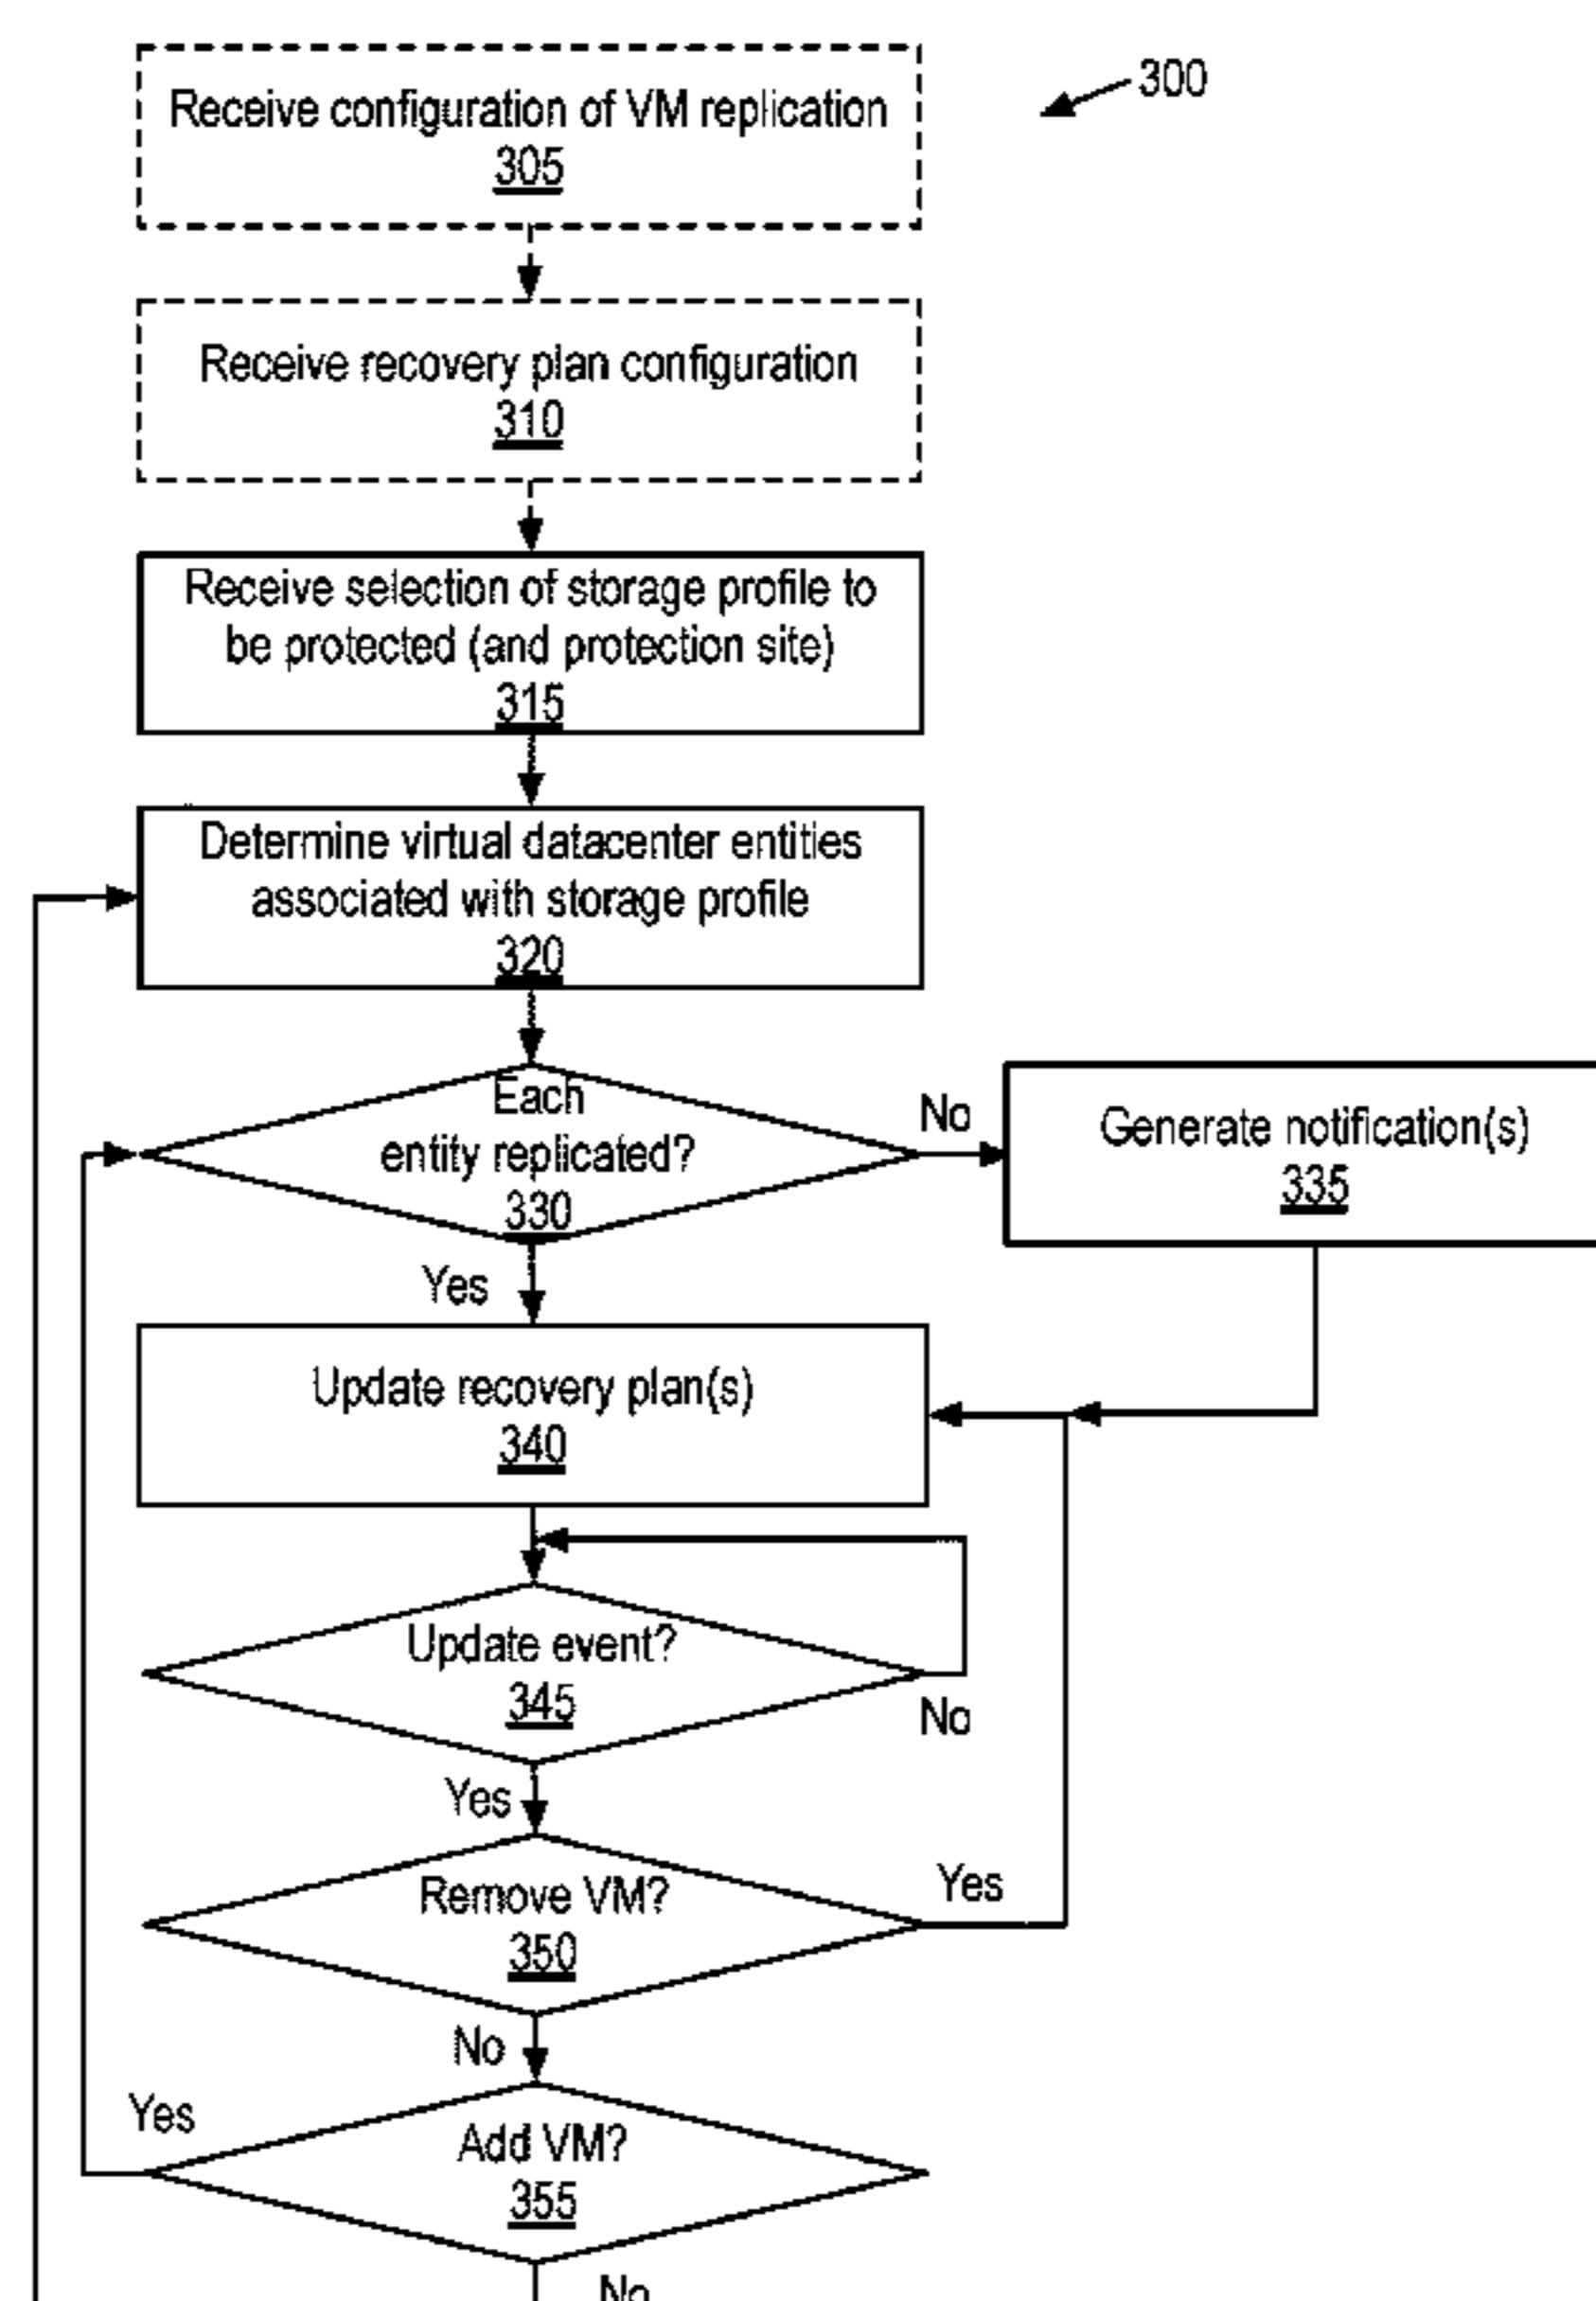 300
Receive configuration of VM replication
305
Receive recovery plan configuration
310
Receive selection of storage profile to
be protected (and protection site)
315
Determine virtual datacenter entities
associated with storage profile
320
Each
entity replicated?
330
No
Generate notification(s)
335
Yes
Update recovery plan(s)
340
Update event?
345
No
Yes
Remove VM?
350
Yes
No
Yes
Add VM?
355
No